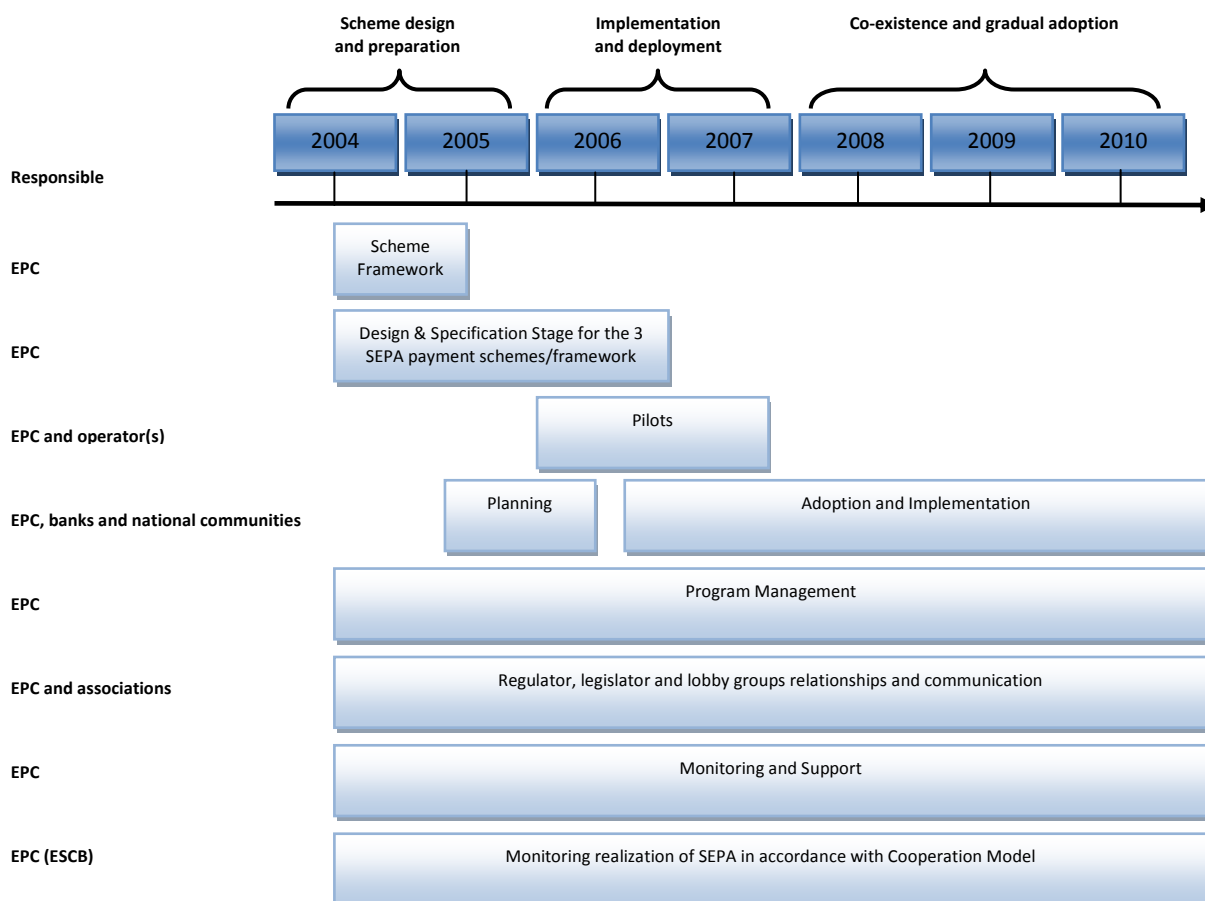 Scheme design
and preparation
Implementation
and deployment
Co-existence and gradual adoption
2004
2005
2006
2007
2008
2009
2010
Responsible
EPC
Scheme
Framework
EPC
Design & Specification Stage for the 3
SEPA payment schemes/framework
EPC and operator(s)
Pilots
EPC, banks and national communities
Planning
Adoption and Implementation
EPC
Program Management
EPC and associations
Regulator, legislator and lobby groups relationships and communication
EPC
Monitoring and Support
EPC (ESCB)
Monitoring realization of SEPA in accordance with Cooperation Model